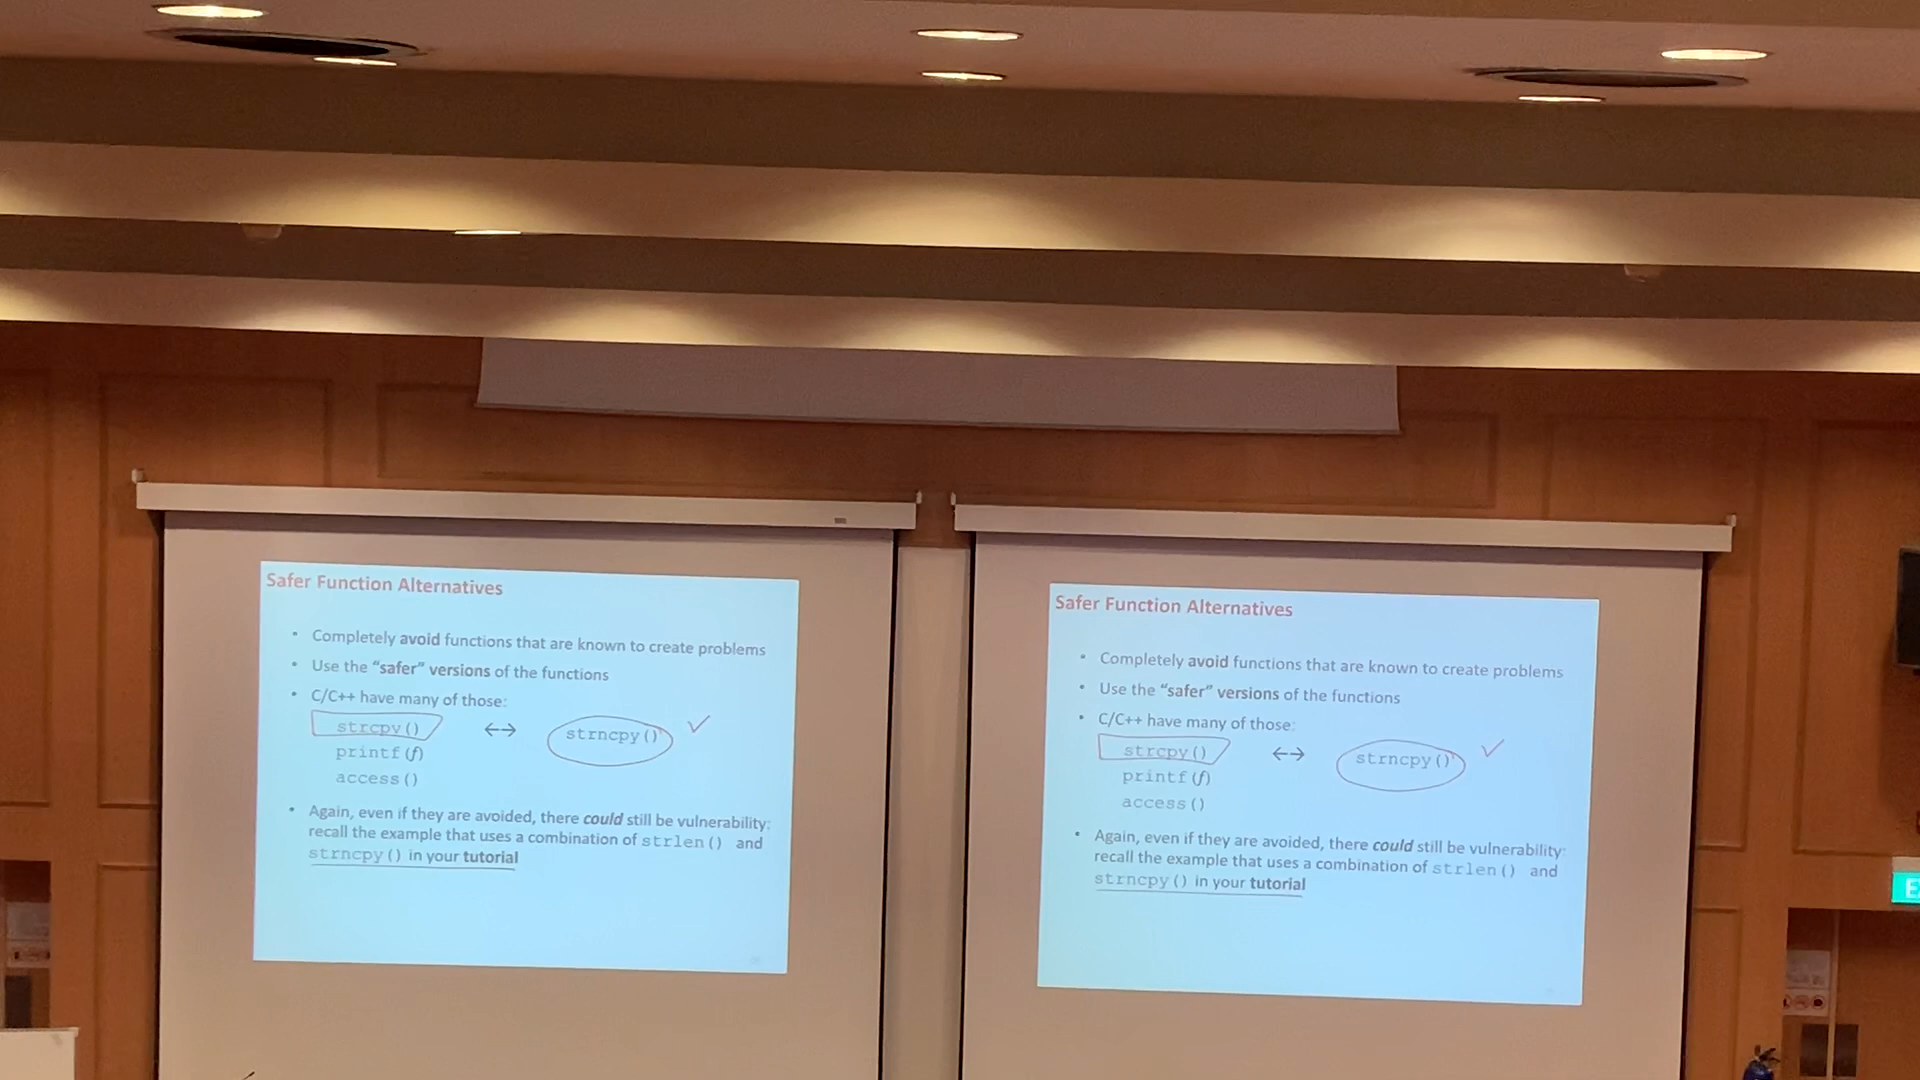 Safer Function Alternatives
• Completely avoid functions that are known to create problems
• Use the “safer” versions of the functions
• C/C++ have many of those:
strcpy() ↔ strncpy() ✓
printf(f)
access()
• Again, even if they are avoided, there could still be vulnerability:
recall the example that uses a combination of strlen() and
strncpy() in your tutorial
Safer Function Alternatives
• Completely avoid functions that are known to create problems
• Use the “safer” versions of the functions
• C/C++ have many of those:
strcpy() ↔ strncpy() ✓
printf(f)
access()
• Again, even if they are avoided, there could still be vulnerability:
recall the example that uses a combination of strlen() and
strncpy() in your tutorial